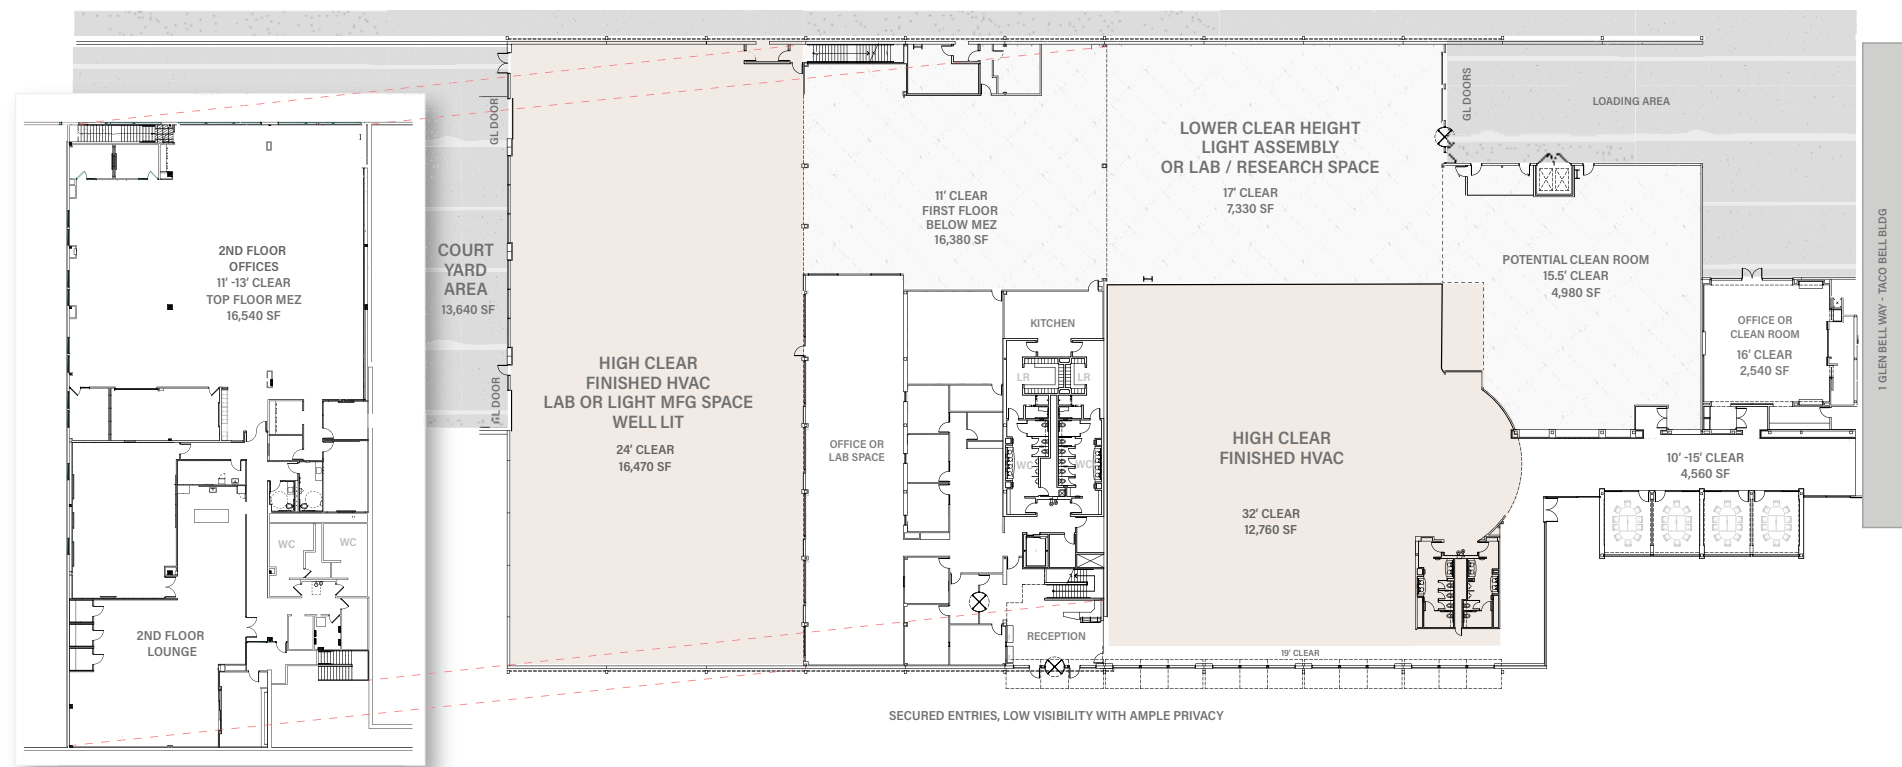 2ND FLOOR
OFFICES
11' -13' CLEAR
TOP FLOOR MEZ
16,540 SF
WC
WC
2ND FLOOR
LOUNGE
GL DOOR
COURT
YARD
AREA
13,640 SF
GL DOOR
HIGH CLEAR
FINISHED HVAC
LAB OR LIGHT MFG SPACE
WELL LIT
24' CLEAR
16,470 SF
11' CLEAR
FIRST FLOOR
BELOW MEZ
16,380 SF
OFFICE OR
LAB SPACE
KITCHEN
LR
LR
WC
WC
RECEPTION
LOWER CLEAR HEIGHT
LIGHT ASSEMBLY
OR LAB / RESEARCH SPACE
17' CLEAR
7,330 SF
HIGH CLEAR
FINISHED HVAC
32' CLEAR
12,760 SF
19' CLEAR
GL DOORS
LOADING AREA
POTENTIAL CLEAN ROOM
15.5' CLEAR
4,980 SF
OFFICE OR
CLEAN ROOM
16' CLEAR
2,540 SF
10' -15' CLEAR
4,560 SF
1 GLEN BELL WAY - TACO BELL BLDG
SECURED ENTRIES, LOW VISIBILITY WITH AMPLE PRIVACY